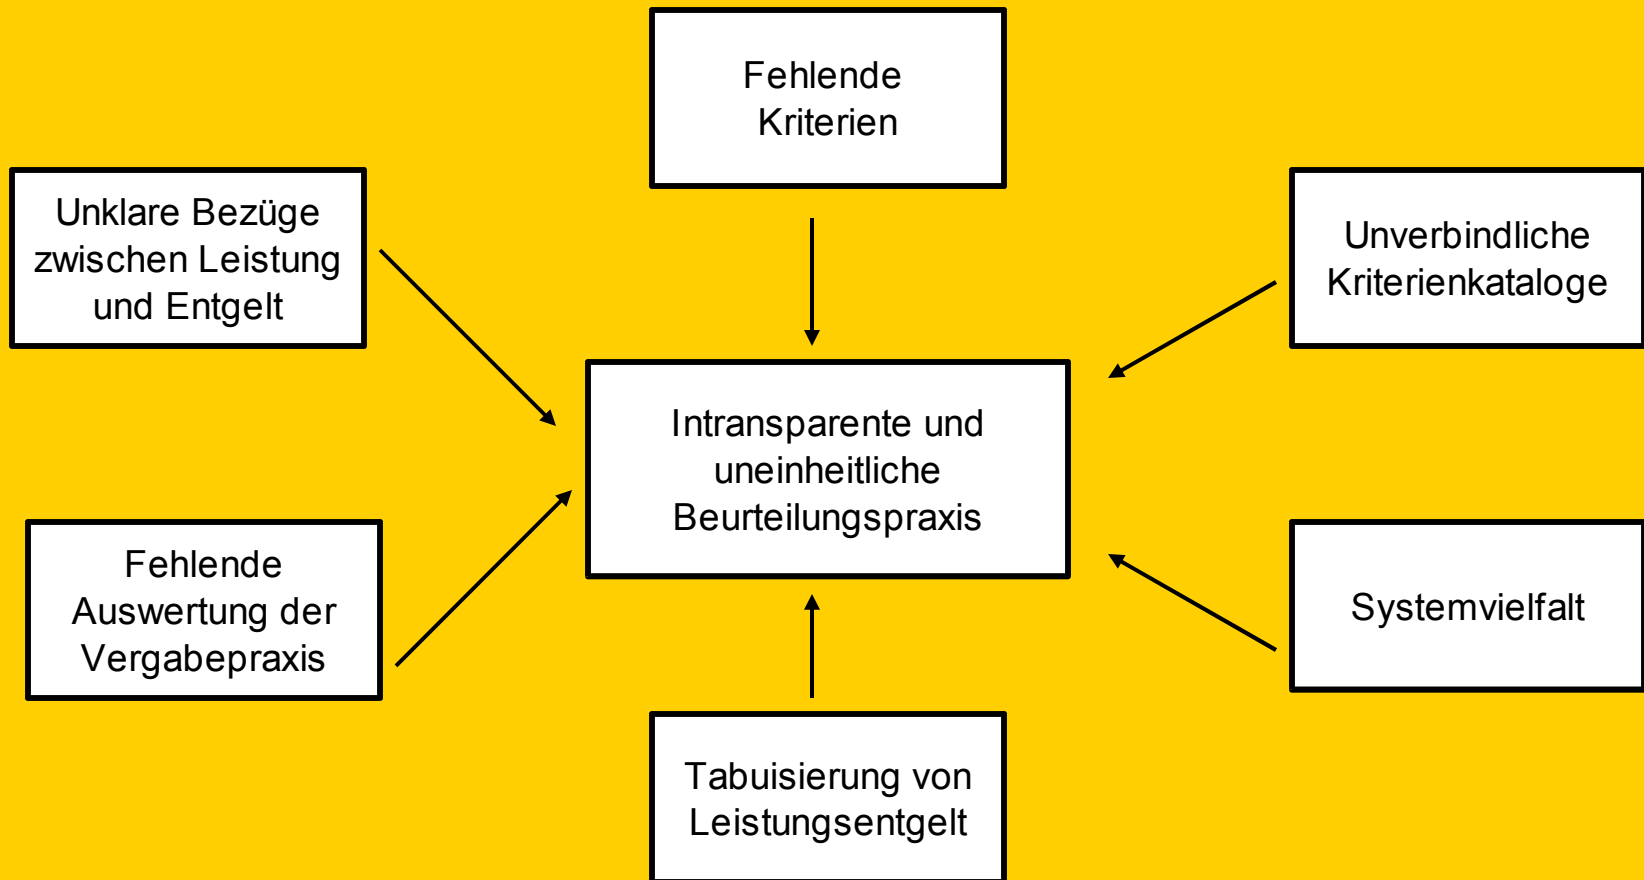 Fehlende
Kriterien
Unklare Bezüge
zwischen Leistung
und Entgelt
Unverbindliche
Kriterienkataloge
Intransparente und
uneinheitliche
Beurteilungspraxis
Fehlende
Auswertung der
Vergabepraxis
Systemvielfalt
Tabuisierung von
Leistungsentgelt